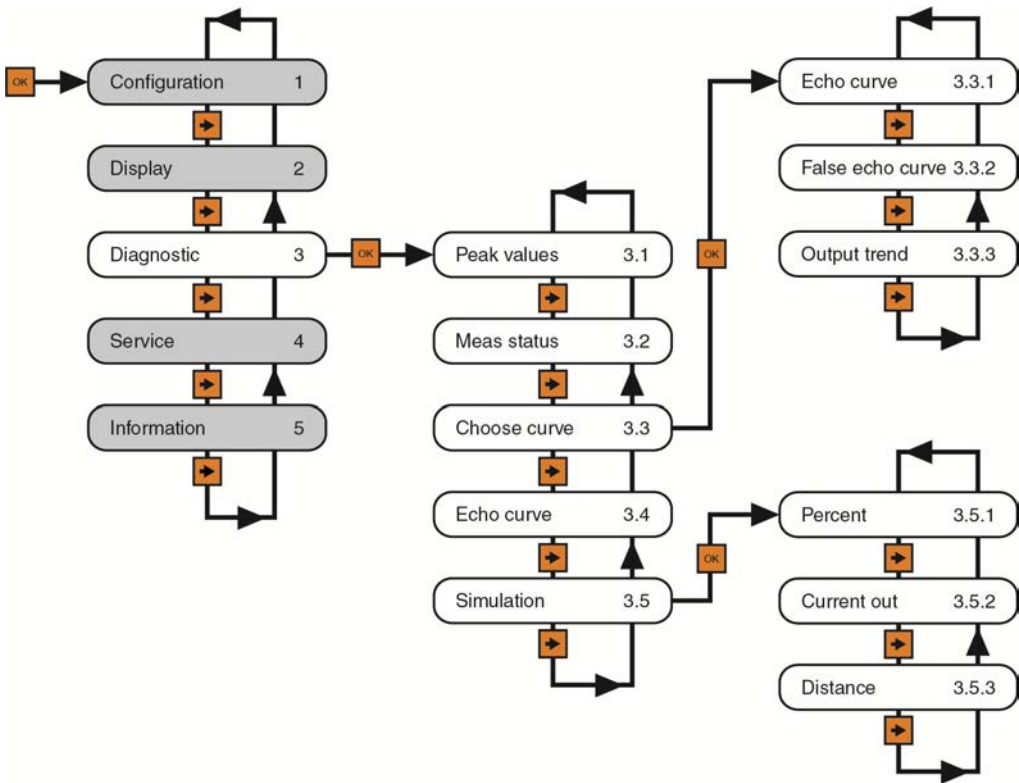 OK
Configuration 1
Display 2
Diagnostic 3
OK
Service 4
Information 5
Peak values 3.1
Meas status 3.2
Choose curve 3.3
OK
Echo curve 3.4
Simulation 3.5
OK
Echo curve 3.3.1
False echo curve 3.3.2
Output trend 3.3.3
Percent 3.5.1
Current out 3.5.2
Distance 3.5.3